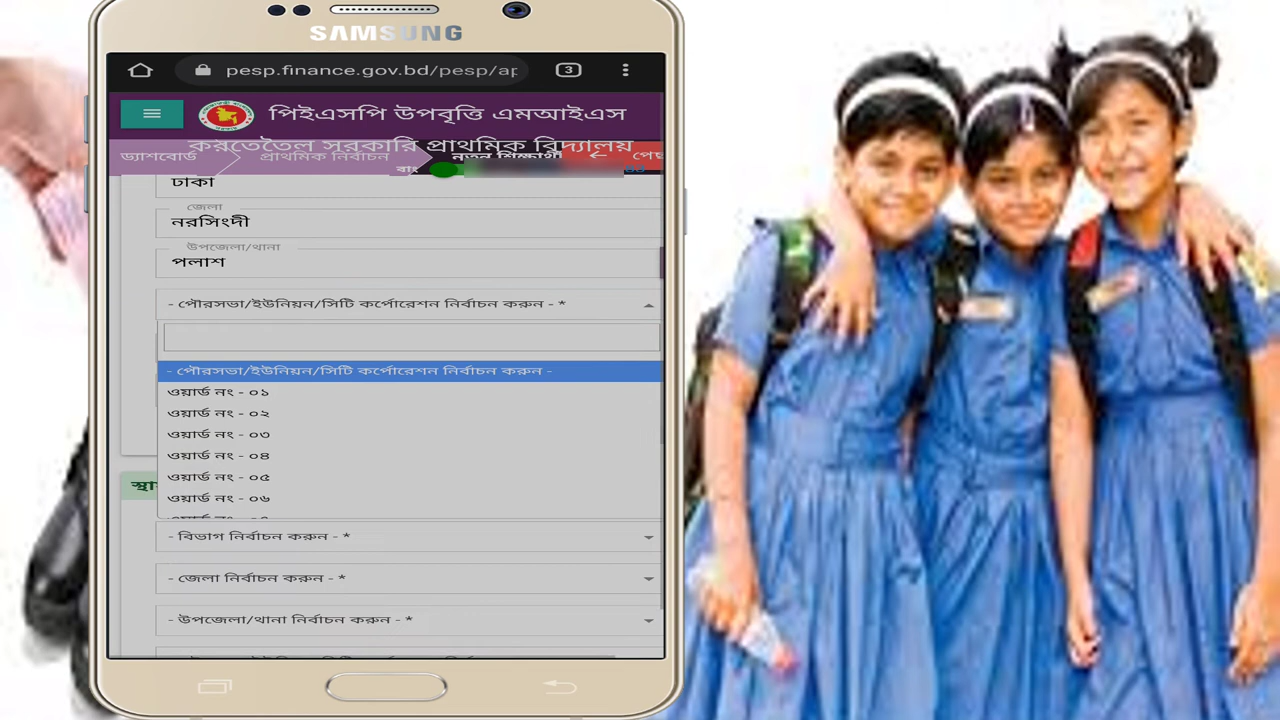 SAMSUNG
pesp.finance.gov.bd/pesp/ap
3
পিইএসপি উপবৃত্তি এমআইএস
করতেতৈল সরকারি প্রাথমিক বিদ্যালয়
ড্যাশবোর্ড প্রাথমিক নির্বাচন নতুন শিক্ষার্থী
বাং
ঢাকা
জেলা
নরসিংদী
উপজেলা/থানা
পলাশ
- পৌরসভা/ইউনিয়ন/সিটি কর্পোরেশন নির্বাচন করুন - *
- পৌরসভা/ইউনিয়ন/সিটি কর্পোরেশন নির্বাচন করুন -
ওয়ার্ড নং - ০১
ওয়ার্ড নং - ০২
ওয়ার্ড নং - ০৩
ওয়ার্ড নং - ০৪
ওয়ার্ড নং - ০৫
ওয়ার্ড নং - ০৬
স্থা
- বিভাগ নির্বাচন করুন - *
- জেলা নির্বাচন করুন - *
- উপজেলা/থানা নির্বাচন করুন - *